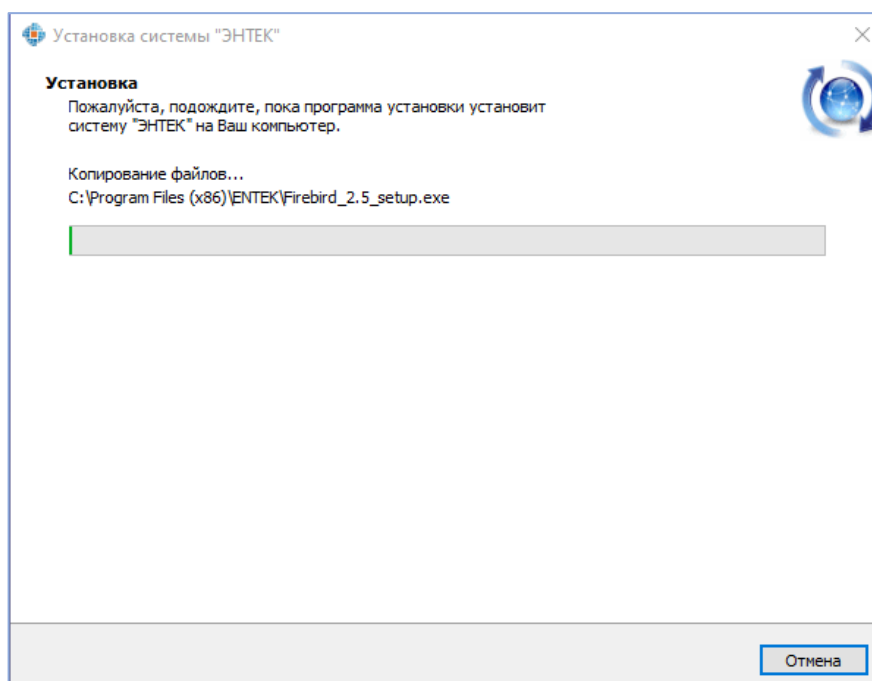 Установка системы "ЭНТЕК"
Установка
Пожалуйста, подождите, пока программа установки установит
систему "ЭНТЕК" на Ваш компьютер.
Копирование файлов...
C:\Program Files (x86)\ENTEK\Firebird_2.5_setup.exe
Отмена